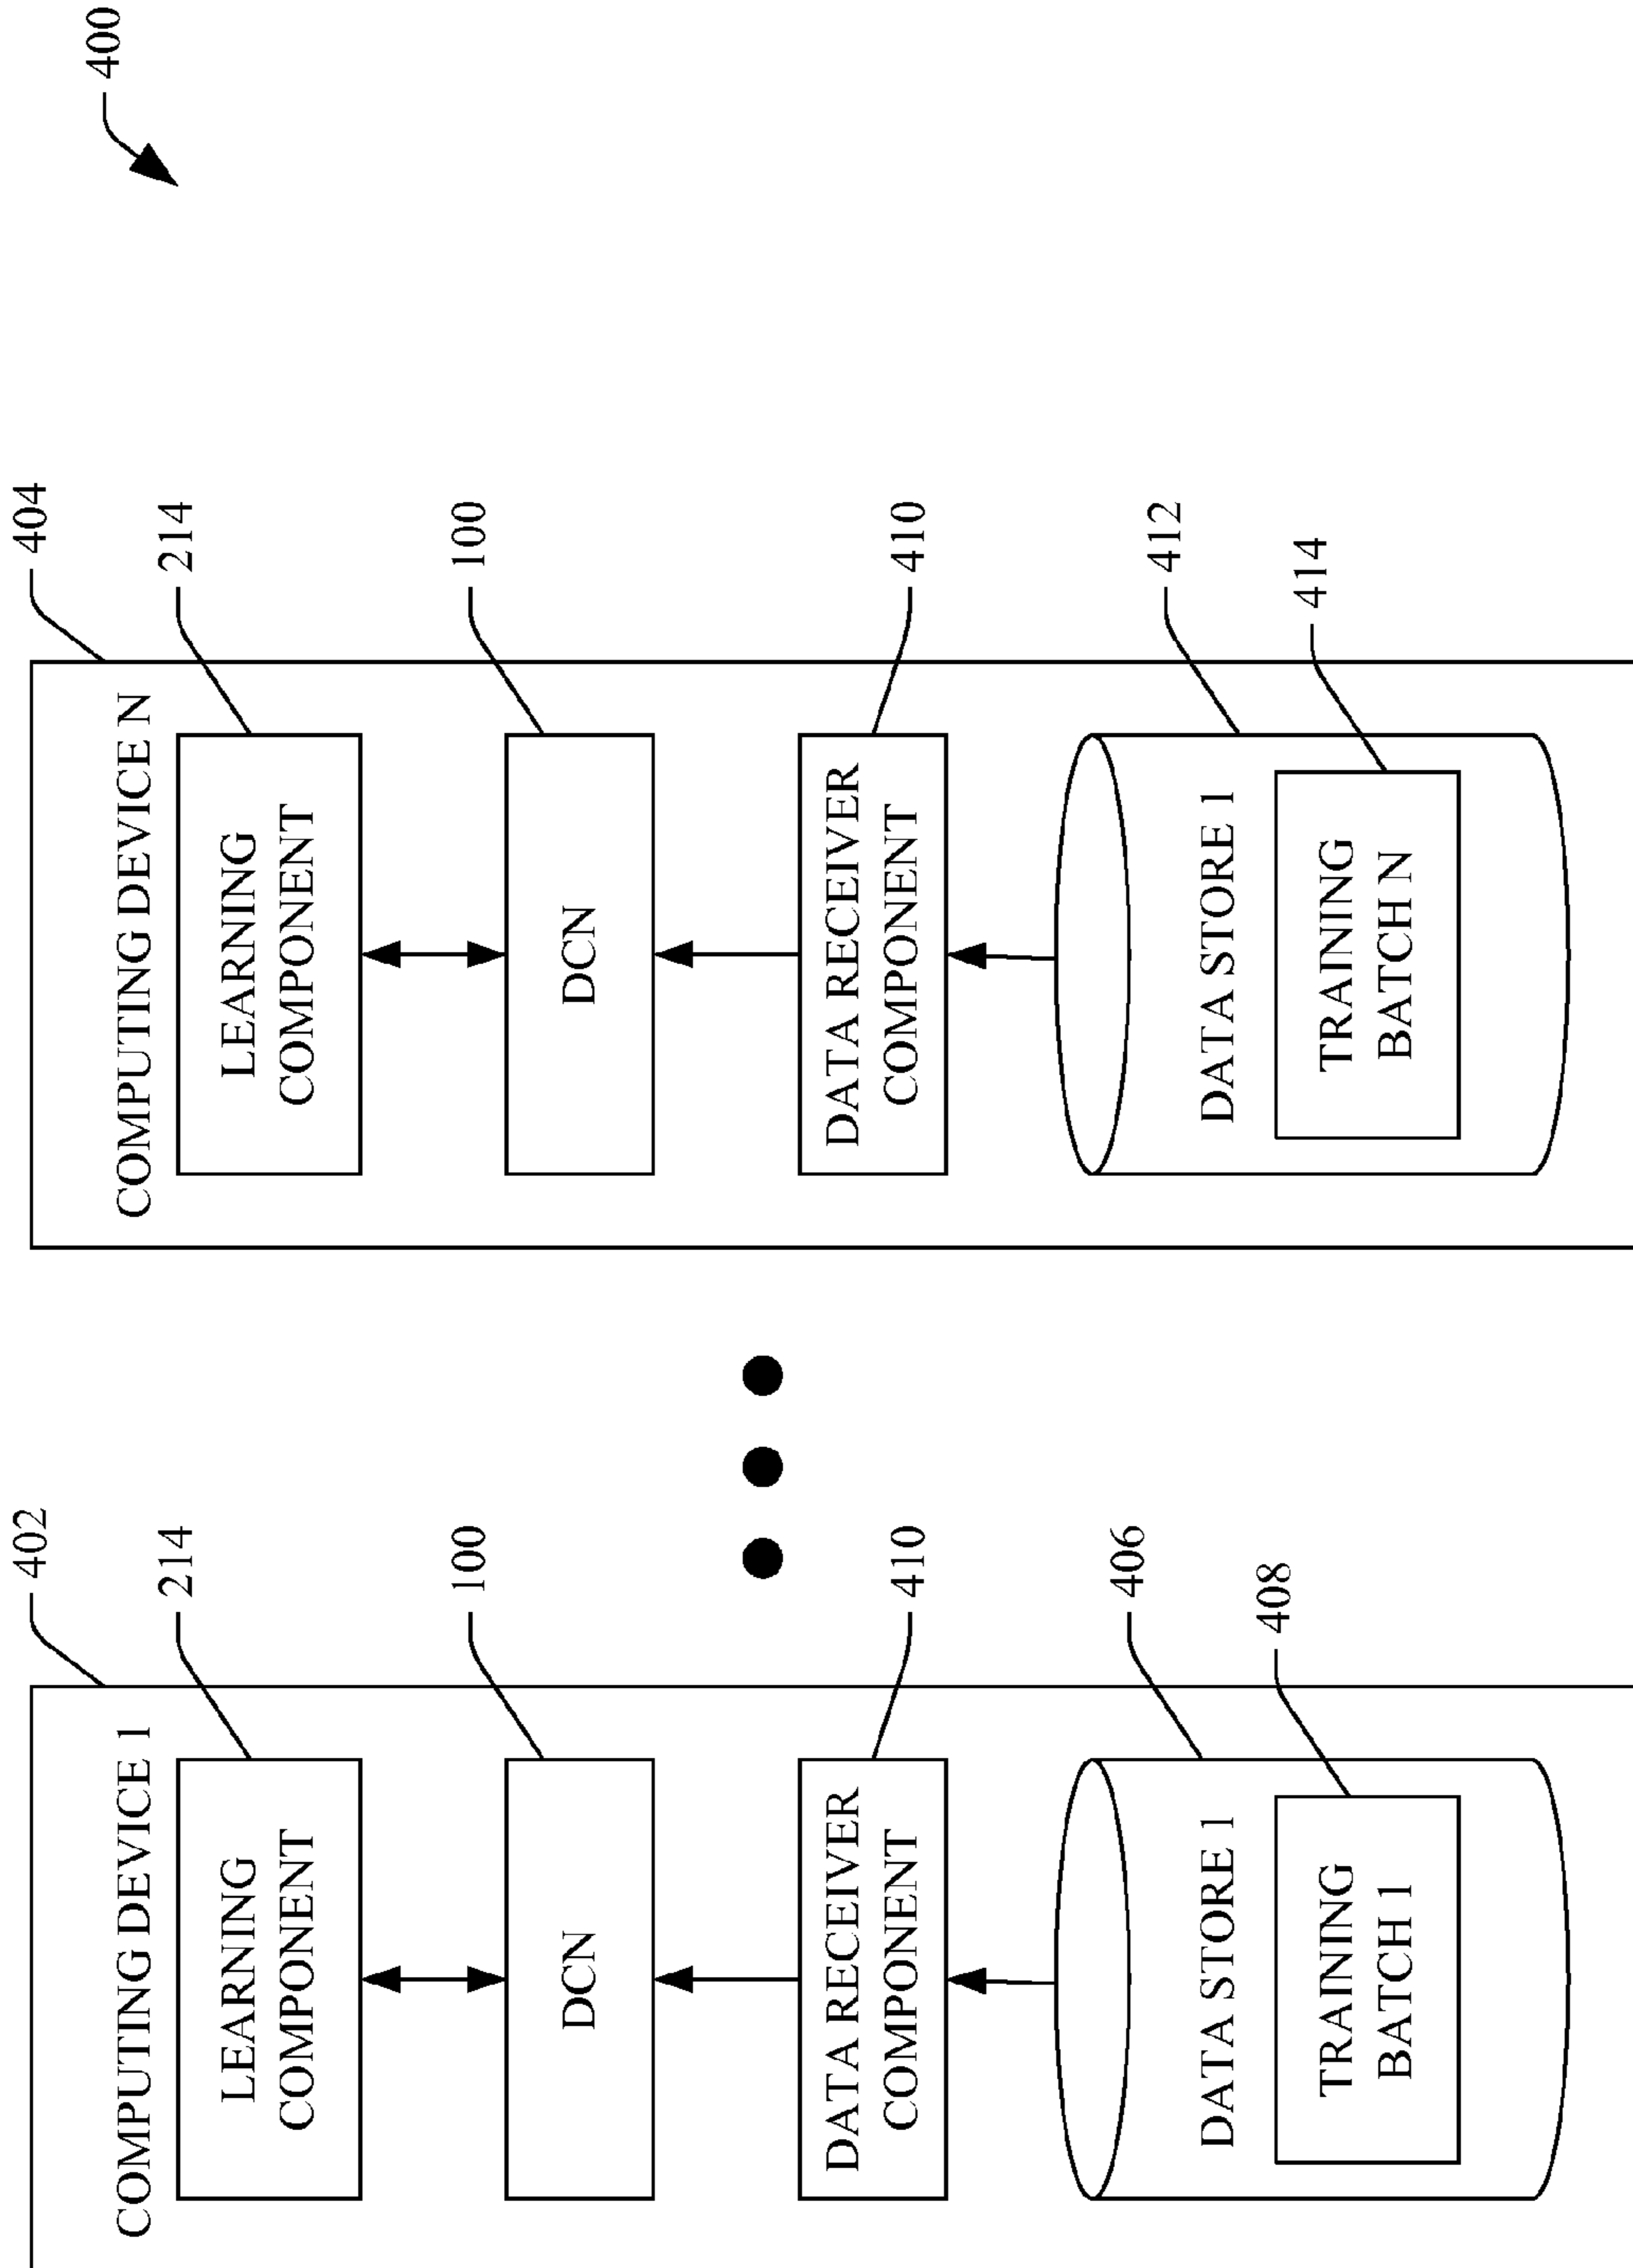 400
402
COMPUTING DEVICE 1
214
LEARNING
COMPONENT
100
DCN
410
DATA RECEIVER
COMPONENT
406
DATA STORE 1
408
TRAINING
BATCH 1
404
COMPUTING DEVICE N
214
LEARNING
COMPONENT
100
DCN
410
DATA RECEIVER
COMPONENT
412
DATA STORE 1
414
TRAINING
BATCH N